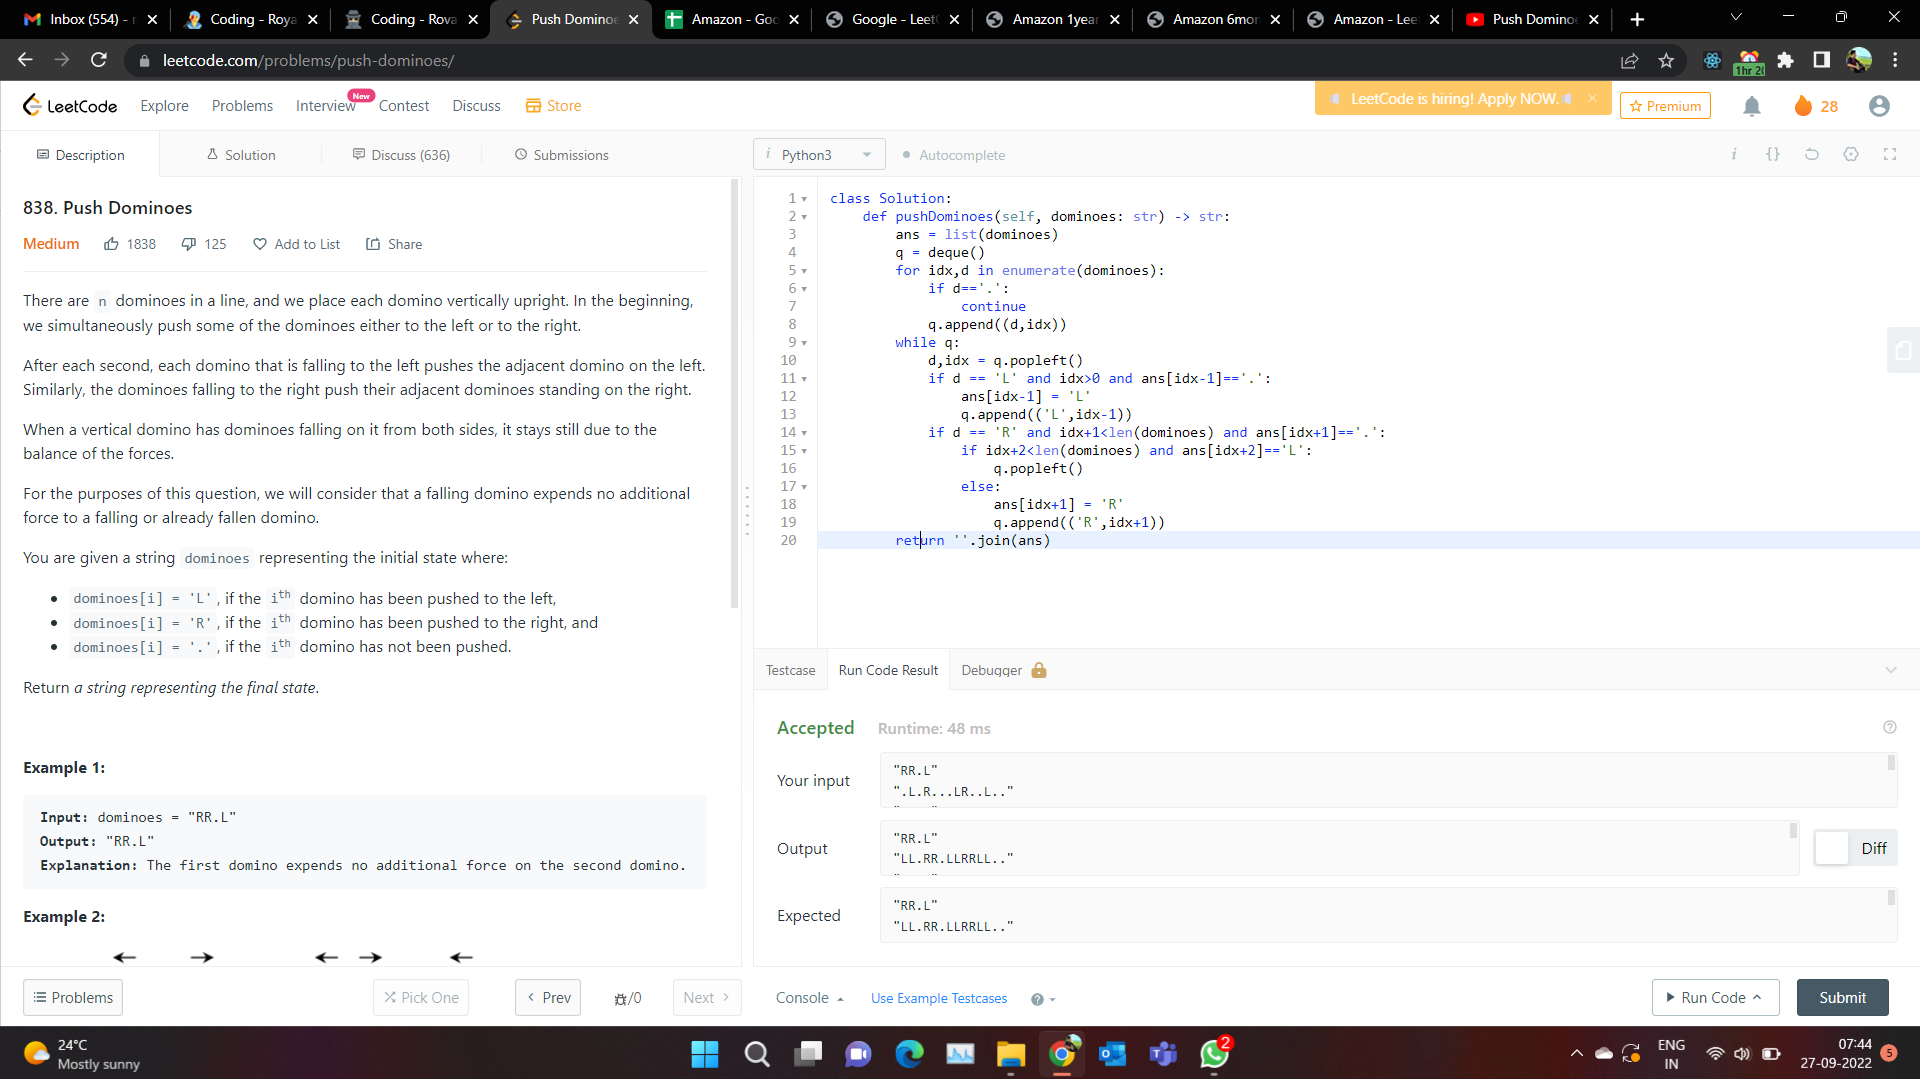 Inbox (554) - r
Coding - Roya
Coding - Rova
Push Domino
Amazon - Goo
Google - Leet
Amazon 1year
Amazon 6mon
Amazon - Lee
Push Domino
leetcode.com/problems/push-dominoes/
LeetCode
Explore
Problems
Interview
New
Contest
Discuss
Store
LeetCode is hiring! Apply NOW.
Premium
28
Description
Solution
Discuss (636)
Submissions
Python3
Autocomplete
838. Push Dominoes
Medium 1838 125 Add to List Share
There are n dominoes in a line, and we place each domino vertically upright. In the beginning,
we simultaneously push some of the dominoes either to the left or to the right.
After each second, each domino that is falling to the left pushes the adjacent domino on the left.
Similarly, the dominoes falling to the right push their adjacent dominoes standing on the right.
When a vertical domino has dominoes falling on it from both sides, it stays still due to the
balance of the forces.
For the purposes of this question, we will consider that a falling domino expends no additional
force to a falling or already fallen domino.
You are given a string dominoes representing the initial state where:
• dominoes[i] = 'L', if the ith domino has been pushed to the left,
• dominoes[i] = 'R', if the ith domino has been pushed to the right, and
• dominoes[i] = '.', if the ith domino has not been pushed.
Return a string representing the final state.
Example 1:
Input: dominoes = "RR.L"
Output: "RR.L"
Explanation: The first domino expends no additional force on the second domino.
Example 2:
1 class Solution:
2     def pushDominoes(self, dominoes: str) -> str:
3         ans = list(dominoes)
4         q = deque()
5         for idx,d in enumerate(dominoes):
6             if d=='.':
7                 continue
8             q.append((d,idx))
9         while q:
10             d,idx = q.popleft()
11             if d == 'L' and idx>0 and ans[idx-1]=='.':
12                 ans[idx-1] = 'L'
13                 q.append(('L',idx-1))
14             if d == 'R' and idx+1<len(dominoes) and ans[idx+1]=='.':
15                 if idx+2<len(dominoes) and ans[idx+2]=='L':
16                     q.popleft()
17                 else:
18                     ans[idx+1] = 'R'
19                     q.append(('R',idx+1))
20         return ''.join(ans)
Testcase
Run Code Result
Debugger
Accepted Runtime: 48 ms
Your input
"RR.L"
".L.R...LR..L.."
Output
"RR.L"
"LL.RR.LLRRLL.."
Diff
Expected
"RR.L"
"LL.RR.LLRRLL.."
Problems
Pick One
Prev
/0
Next
Console
Use Example Testcases
Run Code
Submit
24°C
Mostly sunny
2
ENG
IN
07:44
27-09-2022
5